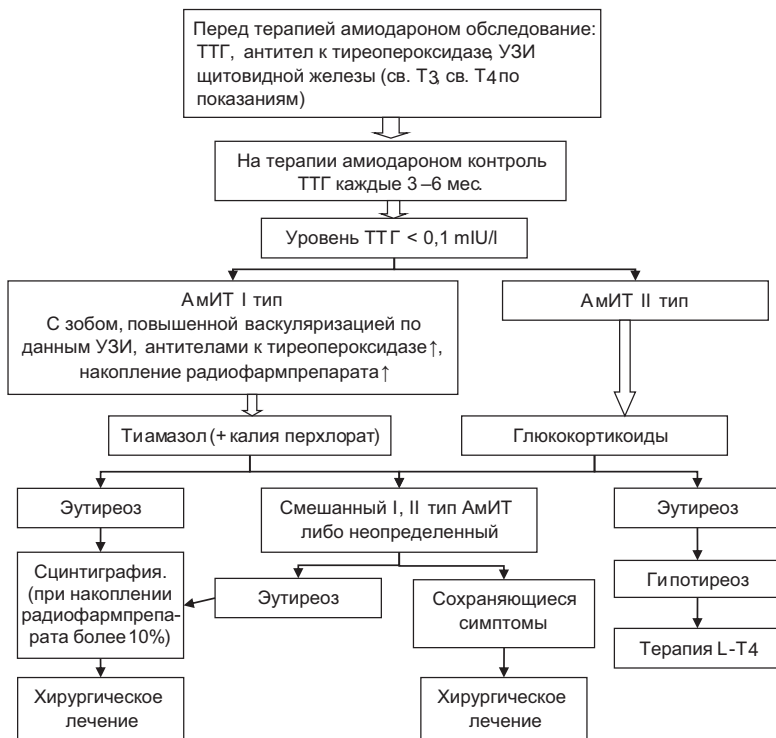 Перед терапией амиодароном обследование:
ТТГ, антител к тиреопероксидазе, УЗИ
щитовидной железы (св. Т3, св. Т4 по
показаниям)
На терапии амиодароном контроль
ТТГ каждые 3–6 мес.
Уровень ТТГ < 0,1 mIU/l
АмИТ I тип
С зобом, повышенной васкуляризацией по
данным УЗИ, антителами к тиреопероксидазе↑,
накопление радиофармпрепарата↑
АмИТ II тип
Тиамазол (+ калия перхлорат)
Глюкокортикоиды
Эутиреоз
Смешанный I, II тип АмИТ
либо неопределенный
Эутиреоз
Сцинтиграфия.
(при накоплении
радиофармпрепа-
рата более 10%)
Эутиреоз
Сохраняющиеся
симптомы
Гипотиреоз
Терапия L-T4
Хирургическое
лечение
Хирургическое
лечение